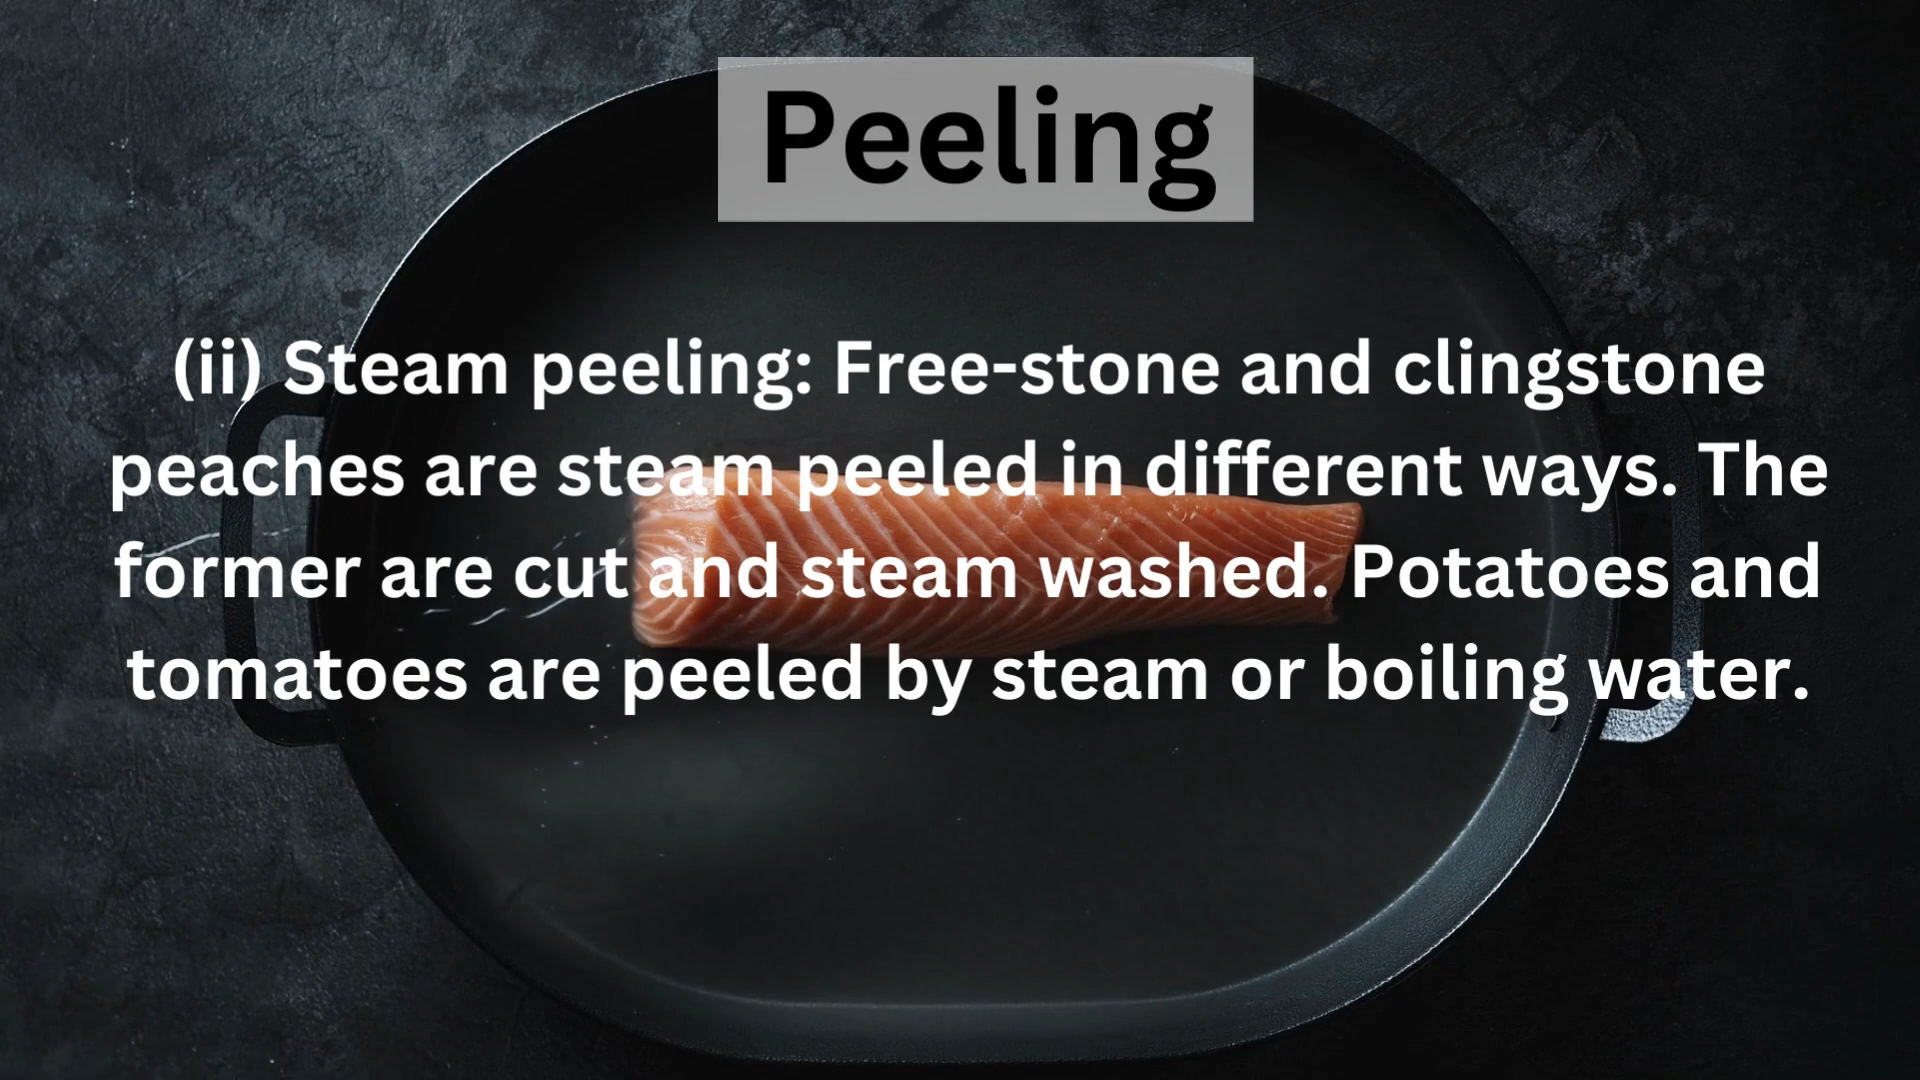 Peeling
(ii) Steam peeling: Free-stone and clingstone
peaches are steam peeled in different ways. The
former are cut and steam washed. Potatoes and
tomatoes are peeled by steam or boiling water.